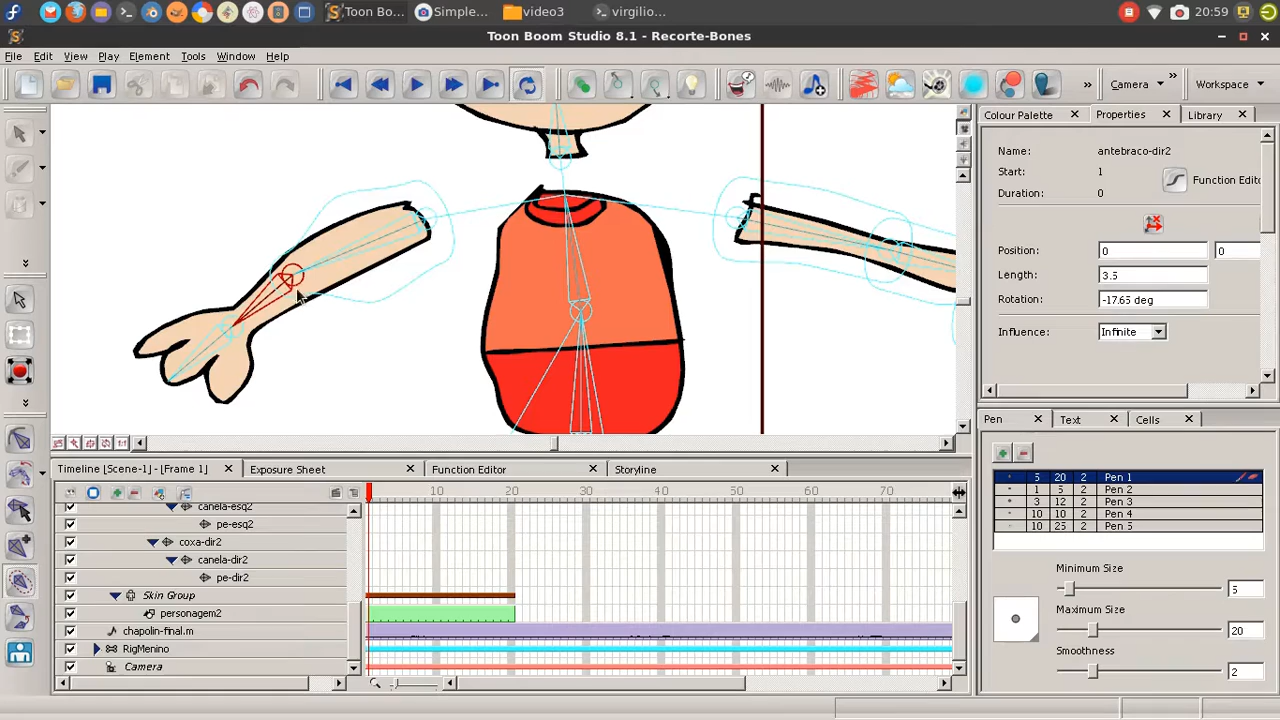 Toon Bo...
Simple...
video3
virgilio...
20:59
Toon Boom Studio 8.1 - Recorte-Bones
File Edit View Play Element Tools Window Help
Camera
»
Workspace
Colour Palette
Properties
Library
Name: antebraco-dir2
Start: 1
Duration: 0
Function Edito
Position: 0 0
Length: 3.5
Rotation: -17.65 deg
Influence: Infinite
Pen
Text
Cells
5 20 2 Pen 1
1 5 2 Pen 2
3 12 2 Pen 3
10 10 2 Pen 4
10 25 2 Pen 5
Minimum Size
5
Maximum Size
20
Smoothness
2
Timeline [Scene-1] - [Frame 1]
Exposure Sheet
Function Editor
Storyline
10 20 30 40 50 60 70
canela-esq2
pe-esq2
coxa-dir2
canela-dir2
pe-dir2
Skin Group
personagem2
chapolin-final.m
RigMenino
Camera